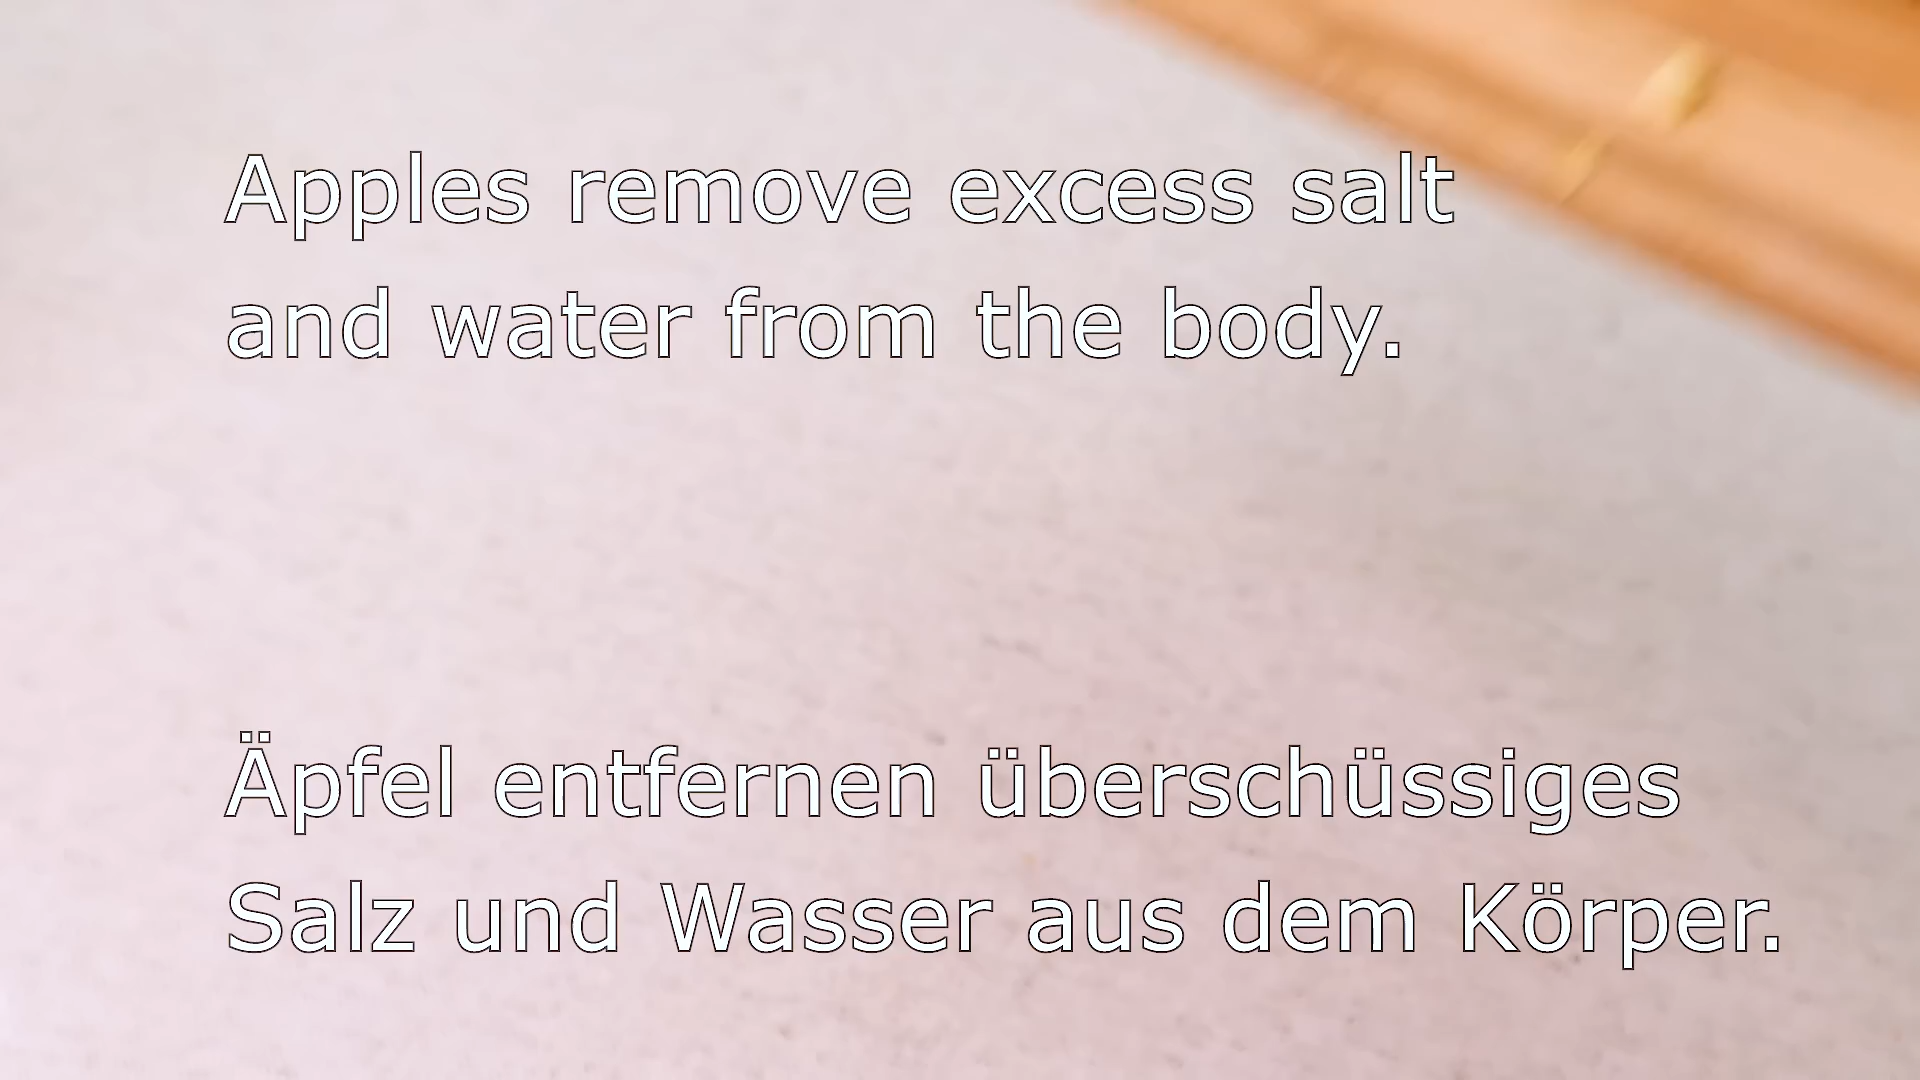 Apples remove excess salt
and water from the body.
Äpfel entfernen überschüssiges
Salz und Wasser aus dem Körper.